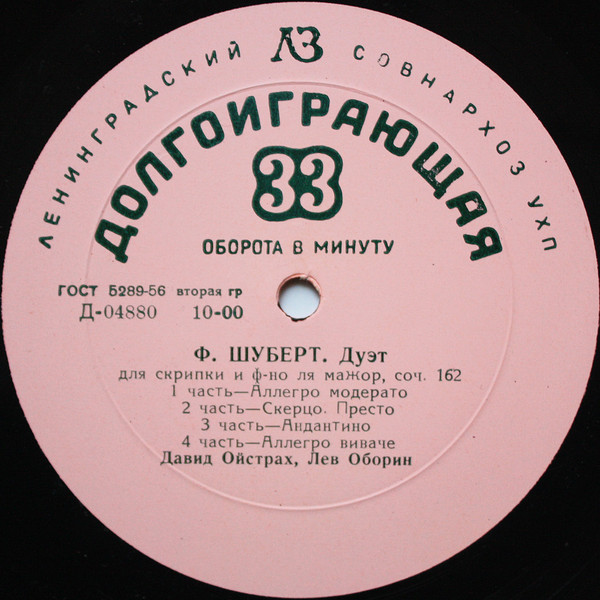 ЛЕНИНГРАДСКИЙ ЛЗ СОВНАРХОЗ УХП
ДОЛГОИГРАЮЩАЯ
33
ОБОРОТА В МИНУТУ
ГОСТ 5289-56 вторая гр
Д-04880 10-00
Ф. ШУБЕРТ. Дуэт
для скрипки и ф-но ля мажор, соч. 162
1 часть—Аллегро модерато
2 часть—Скерцо. Престо
3 часть—Андантино
4 часть—Аллегро виваче
Давид Ойстрах, Лев Оборин